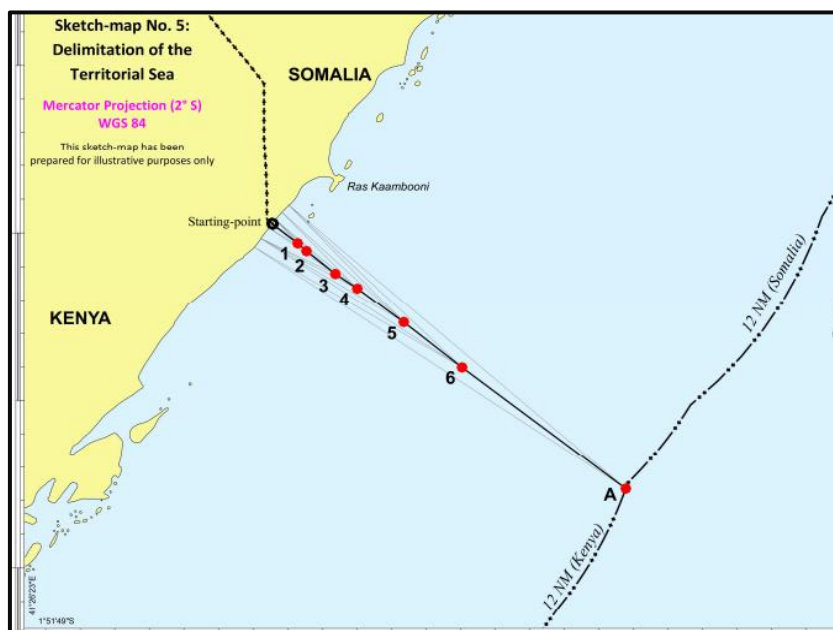 Sketch-map No. 5:
Delimitation of the
Territorial Sea
Mercator Projection (2° S)
WGS 84
This sketch-map has been
prepared for illustrative purposes only
SOMALIA
Ras Kaambooni
Starting-point
1
2
3
4
5
6
A
KENYA
12 NM (Somalia)
12 NM (Kenya)
41°26'23"E
1°51'49"S